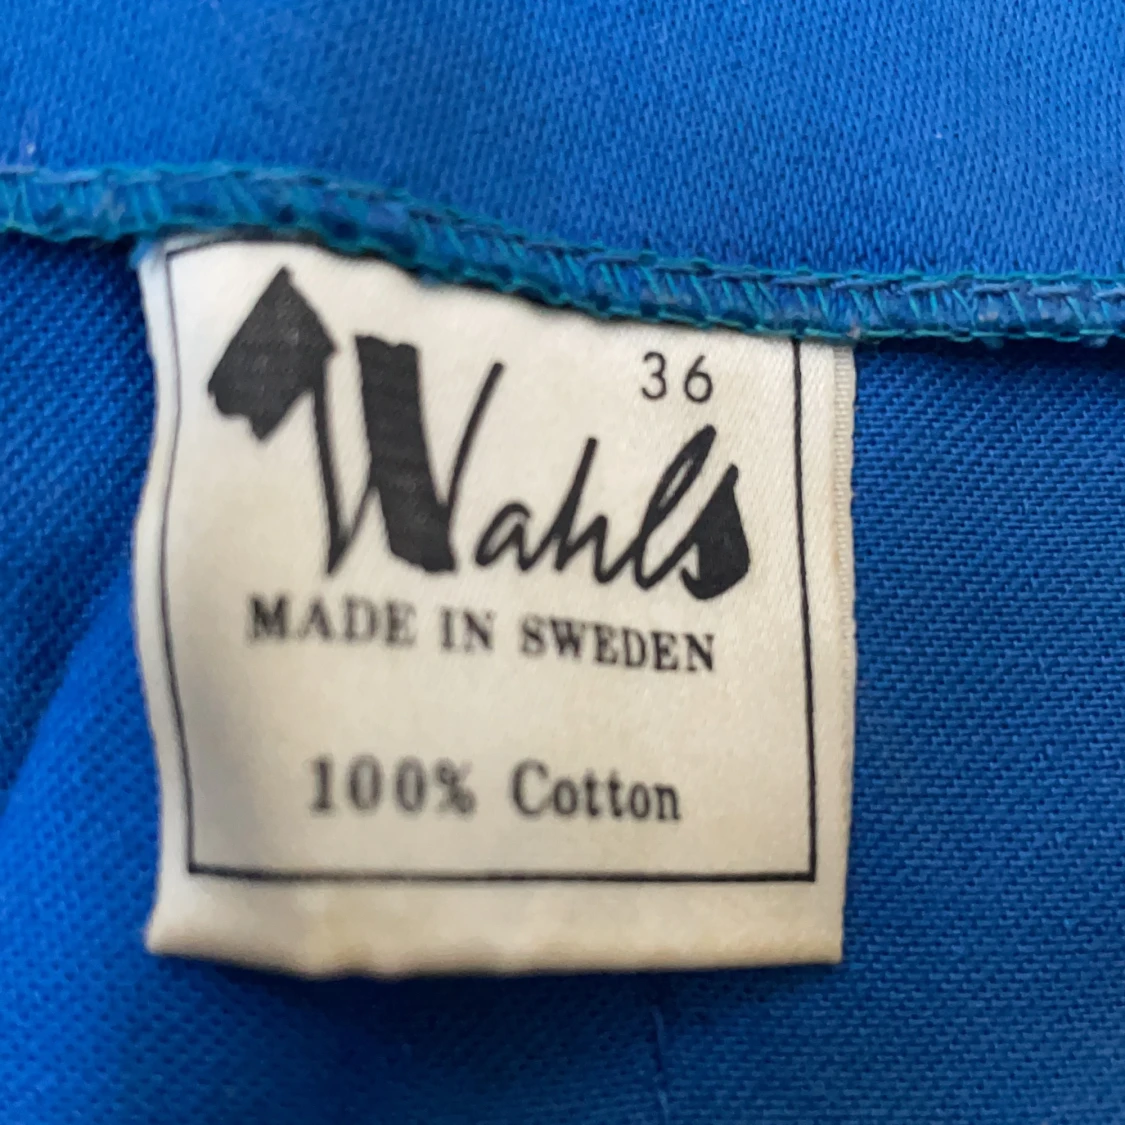 36
Wahls
MADE IN SWEDEN
100% Cotton